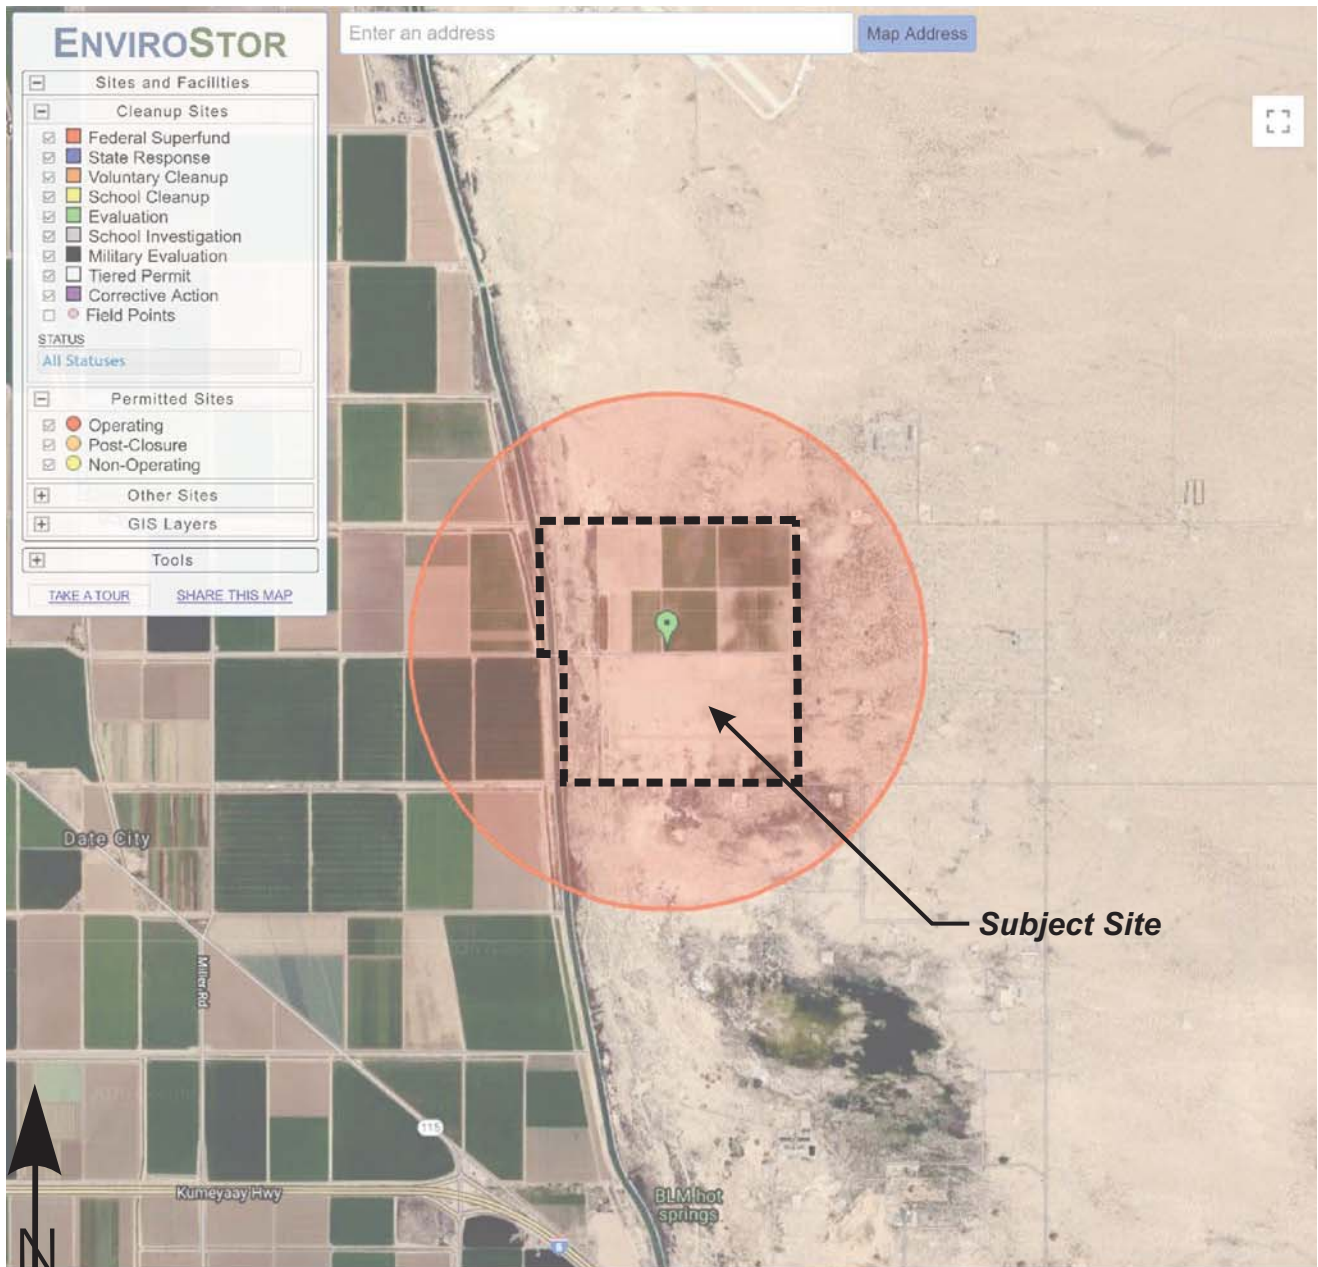 ENVIROSTOR
Enter an address
Map Address
Sites and Facilities
Cleanup Sites
Federal Superfund
State Response
Voluntary Cleanup
School Cleanup
Evaluation
School Investigation
Military Evaluation
Tiered Permit
Corrective Action
Field Points
STATUS
All Statuses
Permitted Sites
Operating
Post-Closure
Non-Operating
Other Sites
GIS Layers
Tools
TAKE A TOUR
SHARE THIS MAP
Date City
Subject Site
Miller Rd
115
Kumeyaay Hwy
BLM hot
springs
8
N